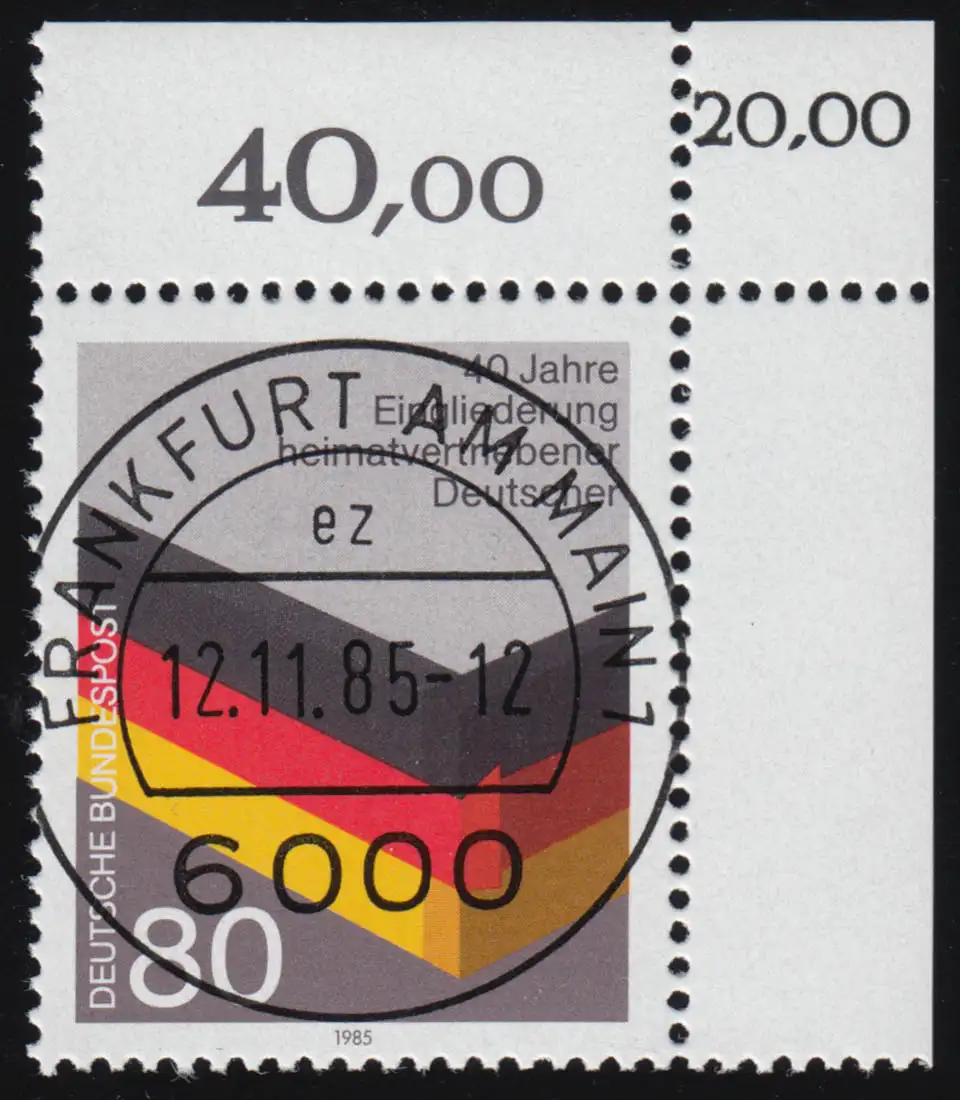 40,00
20,00
40 Jahre
Eingliederung
heimatvertriebener
Deutscher
FRANKFURT AM MAIN 1
ez
12.11.85-12
6000
DEUTSCHE BUNDESPOST
80
1985